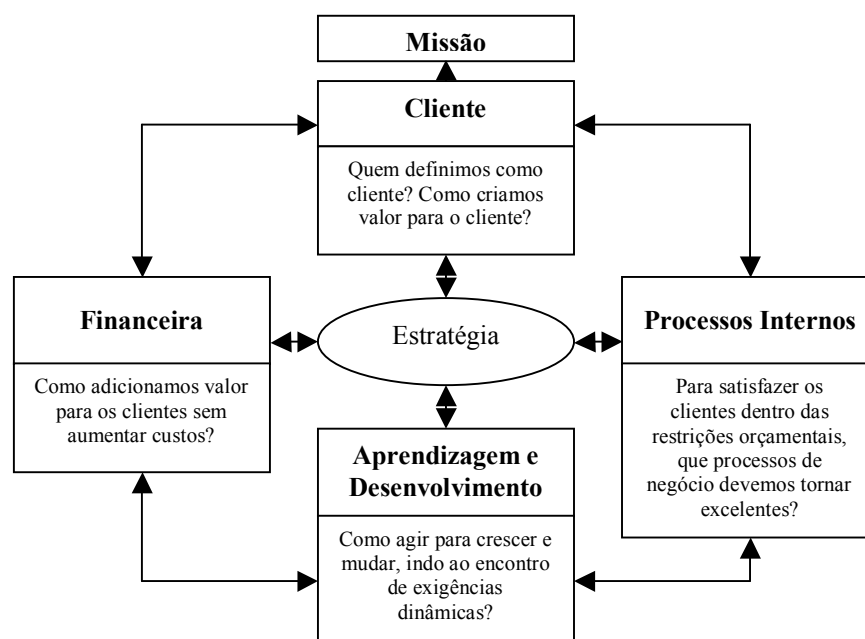 Missão
Cliente
Quem definimos como
cliente? Como criamos
valor para o cliente?
Financeira
Como adicionamos valor
para os clientes sem
aumentar custos?
Estratégia
Processos Internos
Para satisfazer os
clientes dentro das
restrições orçamentais,
que processos de
negócio devemos tornar
excelentes?
Aprendizagem e
Desenvolvimento
Como agir para crescer e
mudar, indo ao encontro
de exigências
dinâmicas?